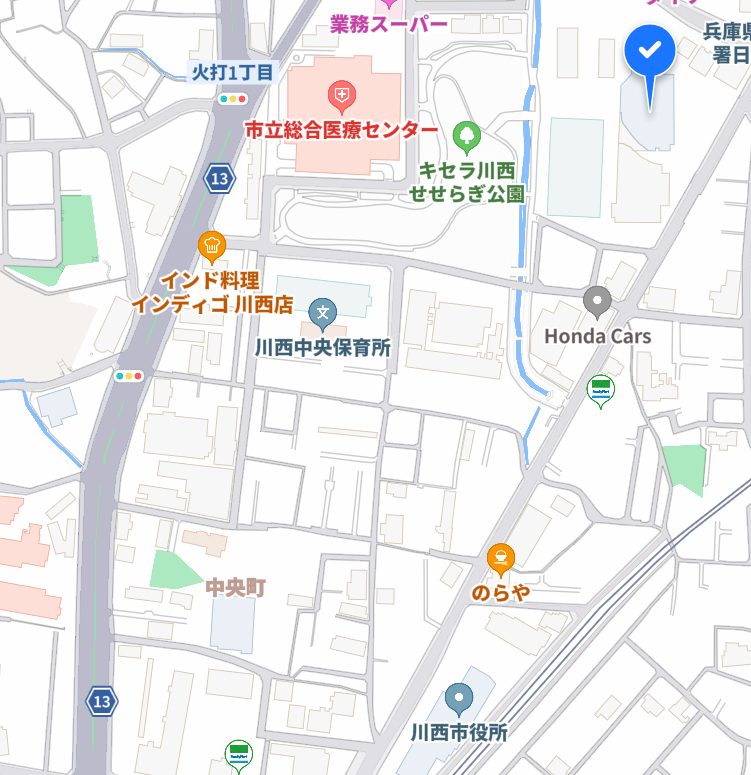 業務スーパー
兵庫県
署日
火打1丁目
市立総合医療センター
キセラ川西
せせらぎ公園
13
インド料理
インディゴ 川西店
川西中央保育所
Honda Cars
FamilyMart
のらや
中央町
13
川西市役所
FamilyMart